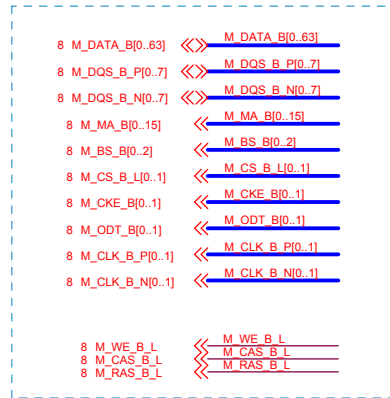 8 M_DATA_B[0..63] M_DATA_B[0..63]
8 M_DQS_B_P[0..7] M_DQS_B_P[0..7]
8 M_DQS_B_N[0..7] M_DQS_B_N[0..7]
8 M_MA_B[0..15] M_MA_B[0..15]
8 M_BS_B[0..2] M_BS_B[0..2]
8 M_CS_B_L[0..1] M_CS_B_L[0..1]
8 M_CKE_B[0..1] M_CKE_B[0..1]
8 M_ODT_B[0..1] M_ODT_B[0..1]
8 M_CLK_B_P[0..1] M_CLK_B_P[0..1]
8 M_CLK_B_N[0..1] M_CLK_B_N[0..1]
8 M_WE_B_L M_WE_B_L
8 M_CAS_B_L M_CAS_B_L
8 M_RAS_B_L M_RAS_B_L